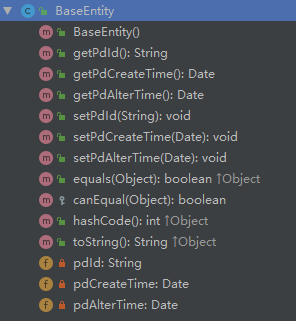 BaseEntity
BaseEntity()
getPdId(): String
getPdCreateTime(): Date
getPdAlterTime(): Date
setPdId(String): void
setPdCreateTime(Date): void
setPdAlterTime(Date): void
equals(Object): boolean ↑Object
canEqual(Object): boolean
hashCode(): int ↑Object
toString(): String ↑Object
pdId: String
pdCreateTime: Date
pdAlterTime: Date